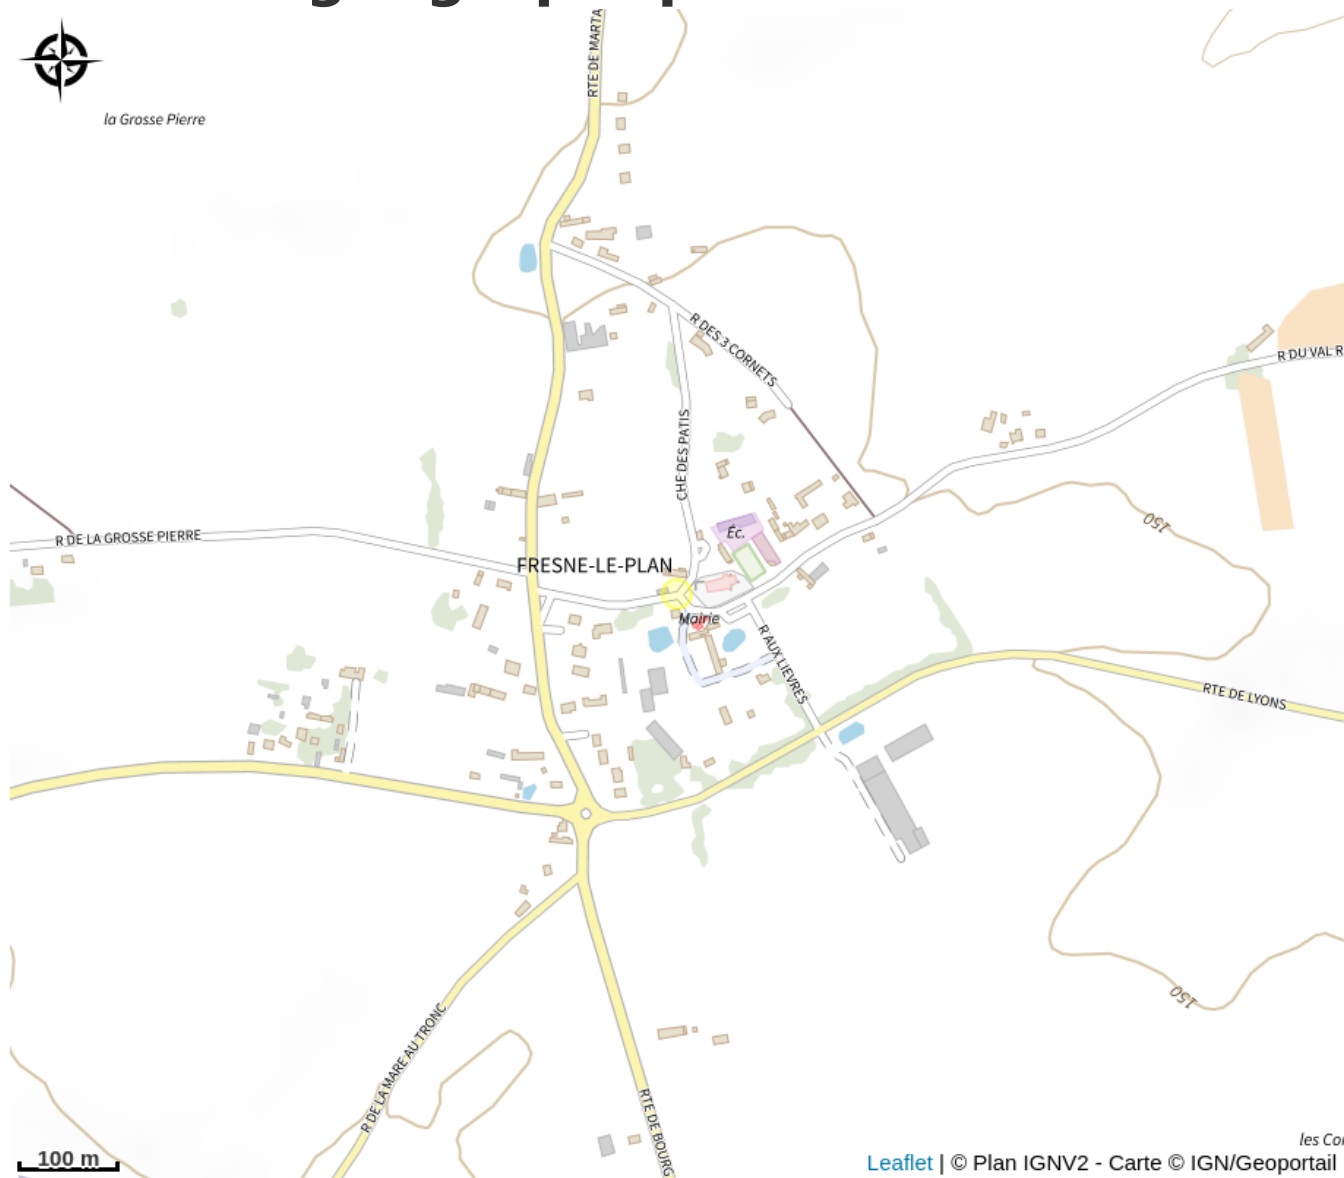 RTE DE MARTA
la Grosse Pierre
R DES 3 CORNETS
R DU VAL R
CHE DES PATIS
150
Éc.
R DE LA GROSSE PIERRE
FRESNE-LE-PLAN
Mairie
R AUX LIEVRES
RTE DE LYONS
150
R DE LA MARE AU TRONC
RTE DE BOURG
les Co
100 m
Leaflet | © Plan IGNV2 - Carte © IGN/Geoportail